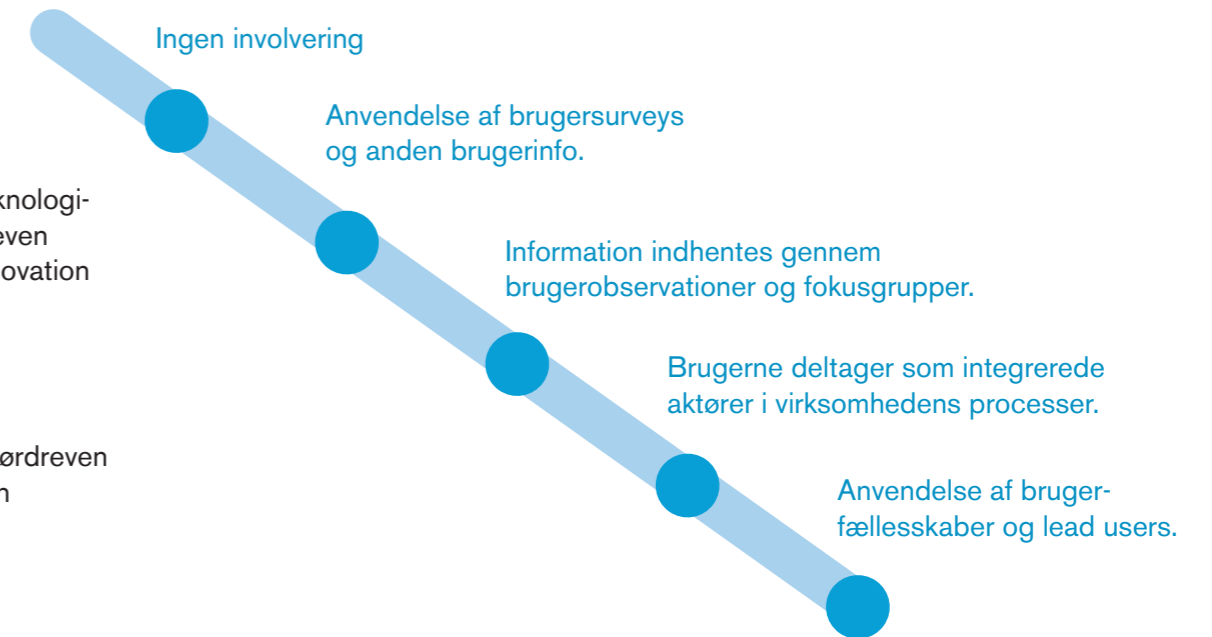 Ingen involvering
Anvendelse af brugersurveys
og anden brugerinfo.
knologi-
even
ovation
Information indhentes gennem
brugerobservationer og fokusgrupper.
Brugerne deltager som integrerede
aktører i virksomhedens processer.
ørdreven
Anvendelse af bruger-
fællesskaber og lead users.